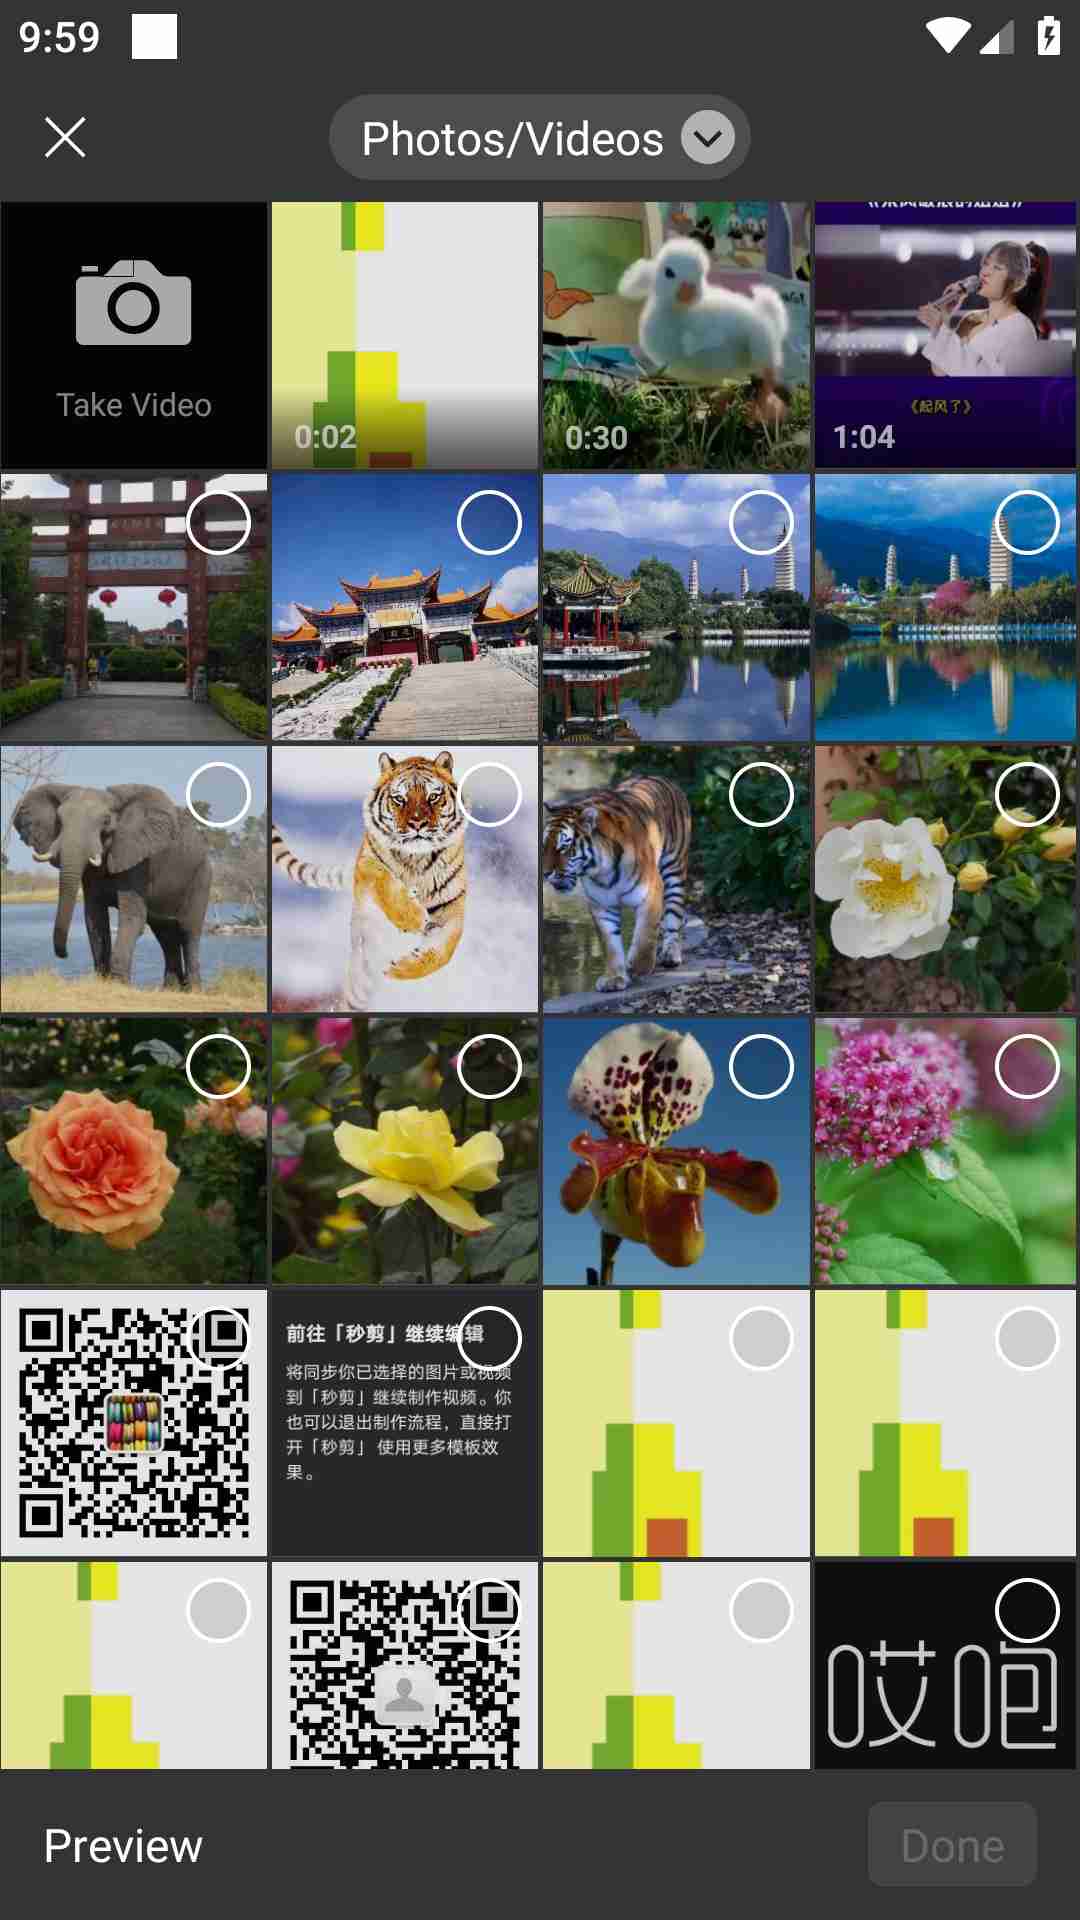 9:59
Photos/Videos
Take Video
0:02
0:30
1:04
《起风了》
前往「秒剪」继续编辑
将同步你已选择的图片或视频
到「秒剪」继续制作视频。你
也可以退出制作流程，直接打
开「秒剪」 使用更多模板效
果。
哎吧
Preview
Done